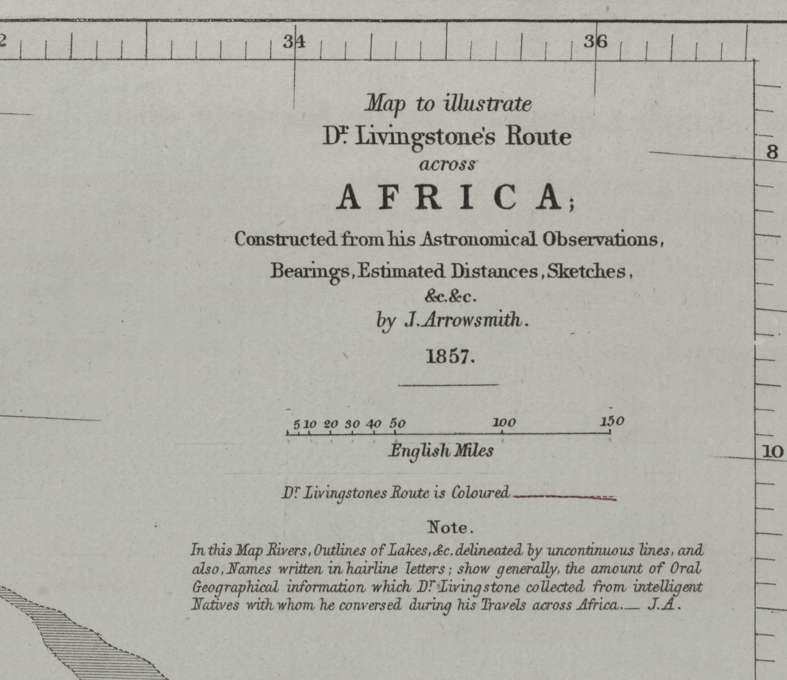 2 34 36
Map to illustrate
Dr. Livingstone's Route
across
8
AFRICA;
Constructed from his Astronomical Observations,
Bearings, Estimated Distances, Sketches,
&c.&c.
by J. Arrowsmith.
1857.
5 10 20 30 40 50 100 150
English Miles
10
Dr. Livingstones Route is Coloured
Note.
In this Map Rivers, Outlines of Lakes, &c. delineated by uncontinuous lines, and
also, Names written in hairline letters; show generally, the amount of Oral
Geographical information which Dr. Livingstone collected from intelligent
Natives with whom he conversed during his Travels across Africa.— J.A.